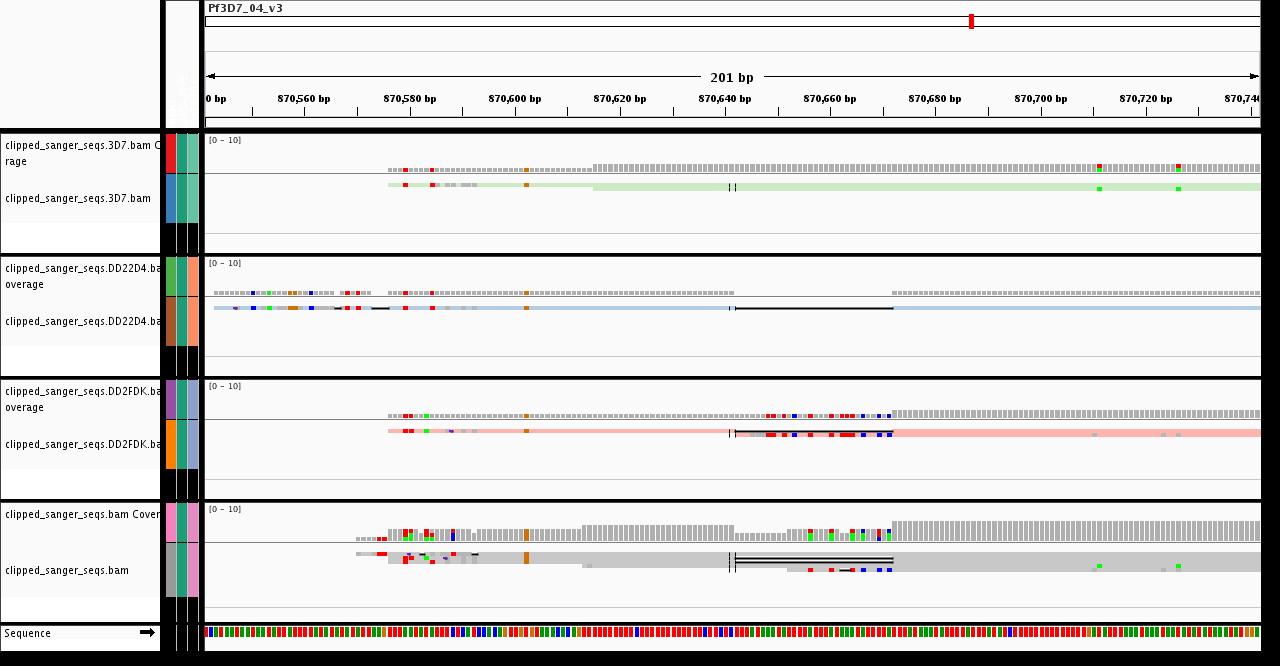 Pf3D7_04_v3
201 bp
0 bp 870,560 bp 870,580 bp 870,600 bp 870,620 bp 870,640 bp 870,660 bp 870,680 bp 870,700 bp 870,720 bp 870,740
[0 - 10]
clipped_sanger_seqs.3D7.bam C
rage
clipped_sanger_seqs.3D7.bam
[0 - 10]
clipped_sanger_seqs.DD22D4.ba
overage
clipped_sanger_seqs.DD22D4.ba
[0 - 10]
clipped_sanger_seqs.DD2FDK.ba
overage
clipped_sanger_seqs.DD2FDK.ba
[0 - 10]
clipped_sanger_seqs.bam Cover
clipped_sanger_seqs.bam
Sequence